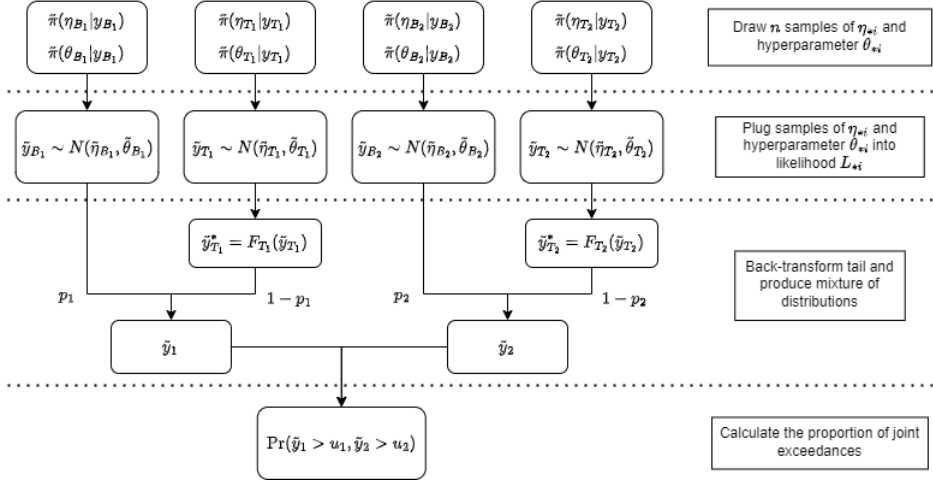 π̃(η_{B_1}|y_{B_1})
π̃(θ_{B_1}|y_{B_1})
π̃(η_{T_1}|y_{T_1})
π̃(θ_{T_1}|y_{T_1})
π̃(η_{B_2}|y_{B_2})
π̃(θ_{B_2}|y_{B_2})
π̃(η_{T_2}|y_{T_2})
π̃(θ_{T_2}|y_{T_2})
Draw n samples of η_{*i} and
hyperparameter θ_{*i}
ỹ_{B_1} ∼ N(η̃_{B_1}, θ̃_{B_1})
ỹ_{T_1} ∼ N(η̃_{T_1}, θ̃_{T_1})
ỹ_{B_2} ∼ N(η̃_{B_2}, θ̃_{B_2})
ỹ_{T_2} ∼ N(η̃_{T_2}, θ̃_{T_2})
Plug samples of η_{*i} and
hyperparameter θ_{*i} into
likelihood L_{*i}
ỹ*_{T_1} = F_{T_1}(ỹ_{T_1})
ỹ*_{T_2} = F_{T_2}(ỹ_{T_2})
p_1
1 − p_1
p_2
1 − p_2
Back-transform tail and
produce mixture of
distributions
ỹ_1
ỹ_2
Pr(ỹ_1 > u_1, ỹ_2 > u_2)
Calculate the proportion of joint
exceedances